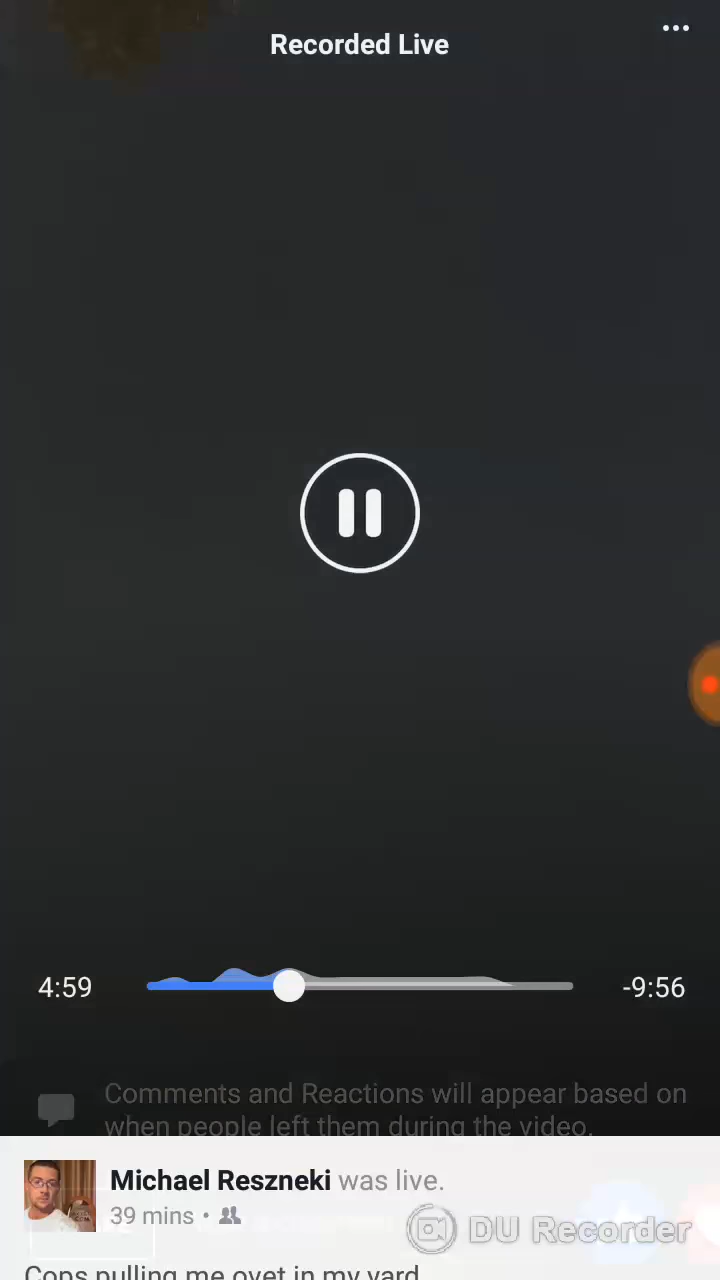 Recorded Live
4:59
-9:56
Comments and Reactions will appear based on
when people left them during the video.
Michael Reszneki was live.
39 mins •
DU Recorder
Cops pulling me ovet in my yard